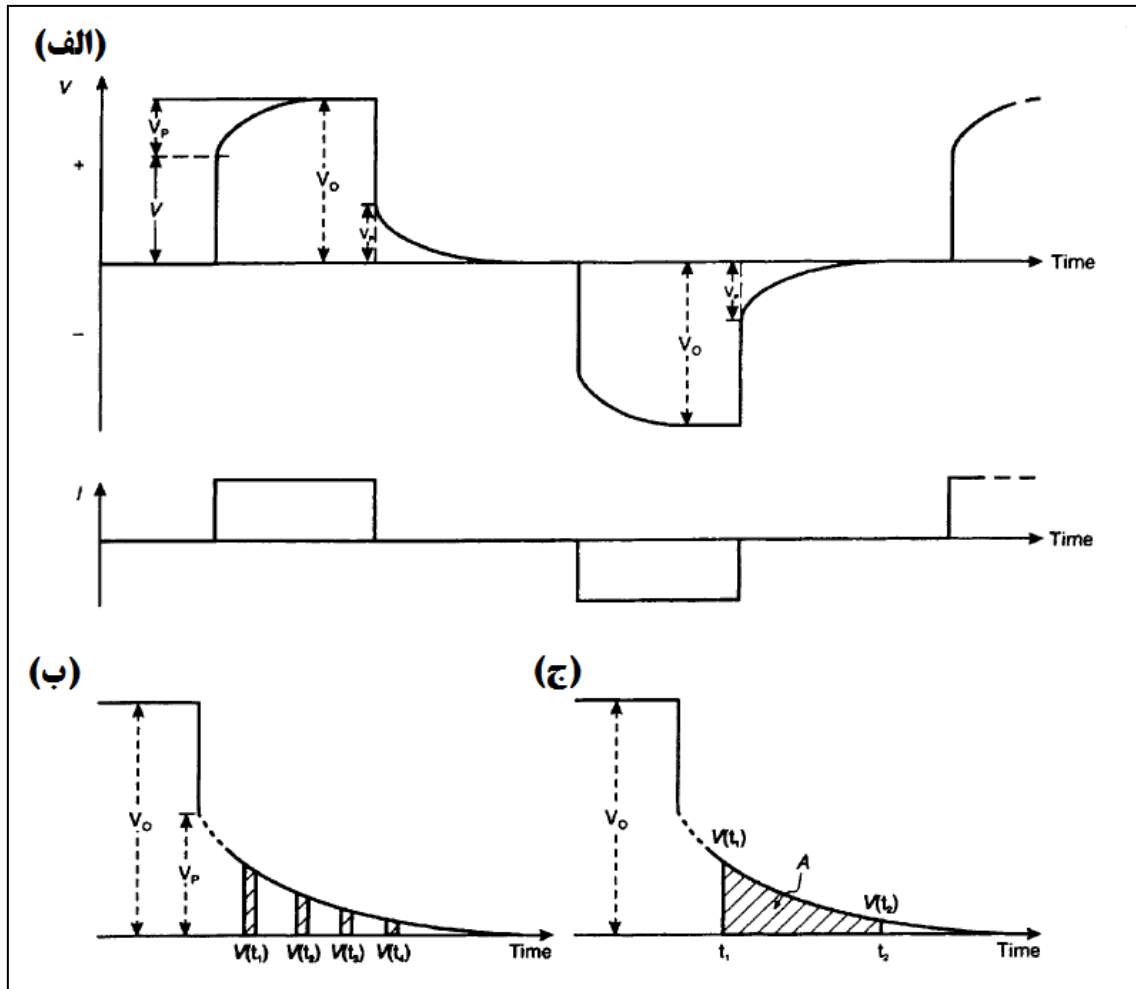 (الف)
V
V_P
+
V
V_O
V_P
V_P
V_O
−
Time
I
Time
(ب)
(ج)
V_O
V_P
V(t₁) V(t₂) V(t₃) V(t₄)
Time
V_O
V(t₁)
A
V(t₂)
t₁
t₂
Time